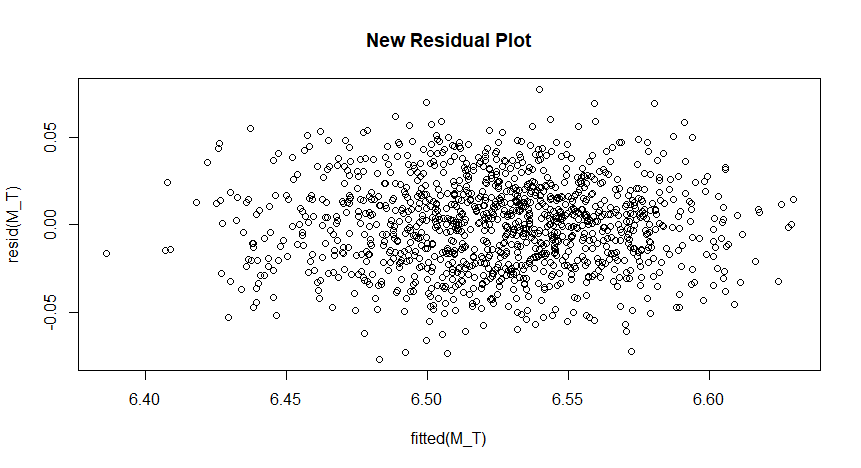 New Residual Plot
resid(M_T)
0.05
0.00
-0.05
6.40 6.45 6.50 6.55 6.60
fitted(M_T)